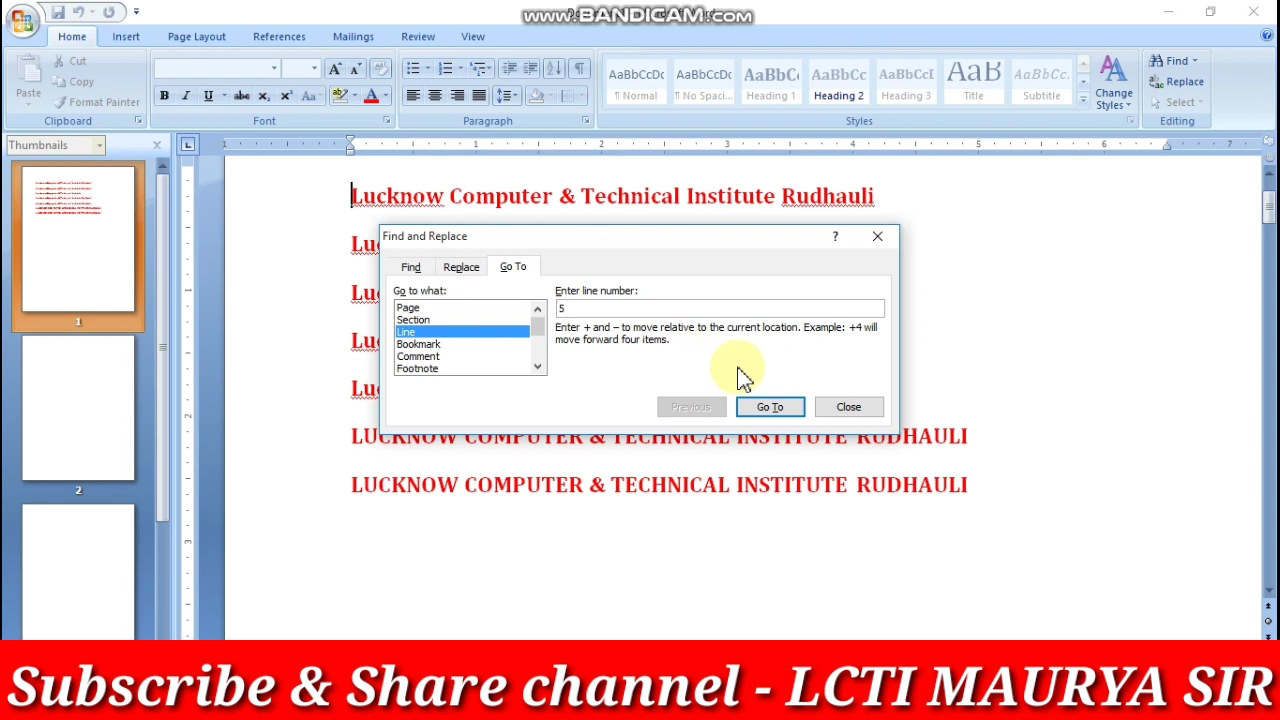 www.BANDICAM.com
Home Insert Page Layout References Mailings Review View
Paste
Cut
Copy
Format Painter
Clipboard
Font
Paragraph
AaBbCcDc AaBbCcDc AaBbC AaBbCc AaBbCcI AaB AaBbCc.
¶ Normal ¶ No Spaci... Heading 1 Heading 2 Heading 3 Title Subtitle
Change Styles
Styles
Find
Replace
Select
Editing
Thumbnails
1
2
Lucknow Computer & Technical Institute Rudhauli
Find and Replace
Find Replace Go To
Go to what:
Page
Section
Line
Bookmark
Comment
Footnote
Enter line number:
5
Enter + and – to move relative to the current location. Example: +4 will
move forward four items.
Previous Go To Close
LUCKNOW COMPUTER & TECHNICAL INSTITUTE RUDHAULI
LUCKNOW COMPUTER & TECHNICAL INSTITUTE RUDHAULI
Subscribe & Share channel - LCTI MAURYA SIR